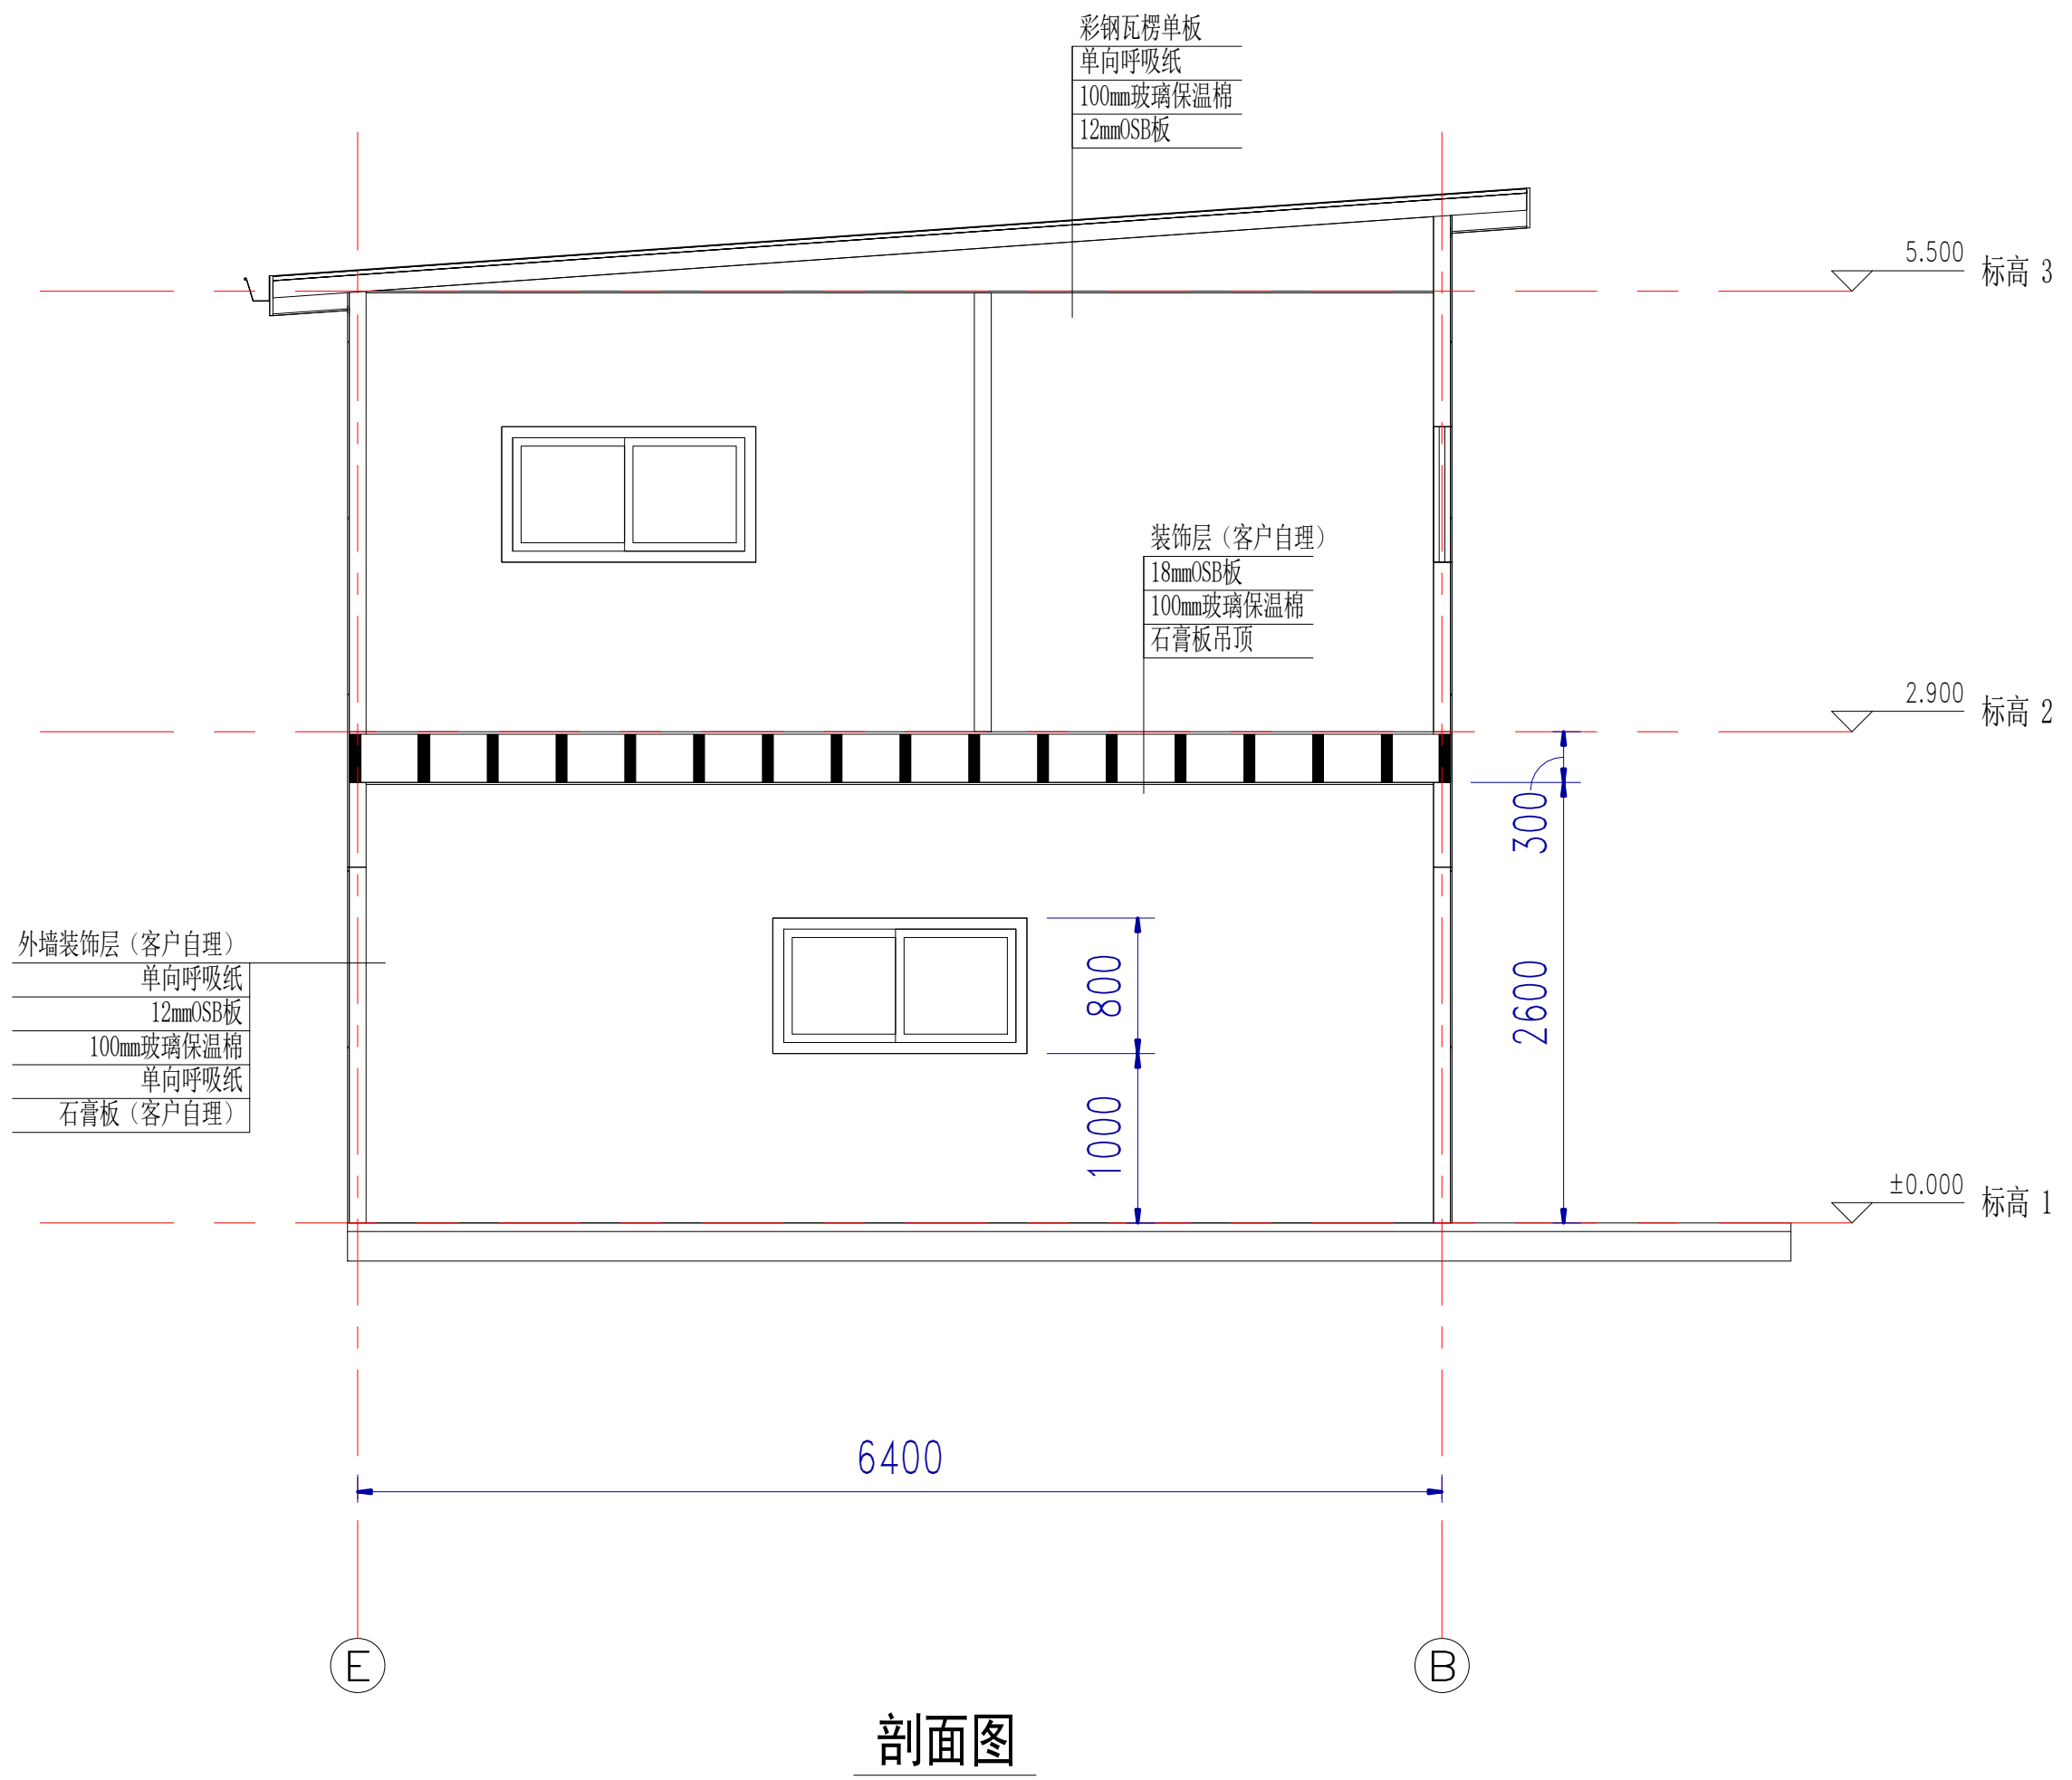 彩钢瓦楞单板
单向呼吸纸
100mm玻璃保温棉
12mmOSB板
5.500
标高 3
装饰层（客户自理）
18mmOSB板
100mm玻璃保温棉
石膏板吊顶
2.900
标高 2
300
外墙装饰层（客户自理）
单向呼吸纸
12mmOSB板
100mm玻璃保温棉
单向呼吸纸
石膏板（客户自理）
800
2600
1000
±0.000
标高 1
6400
E
B
剖面图